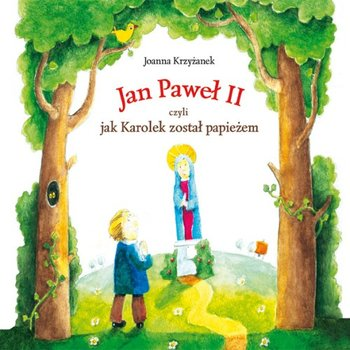 Joanna Krzyżanek
Jan Paweł II
czyli
jak Karolek został papieżem